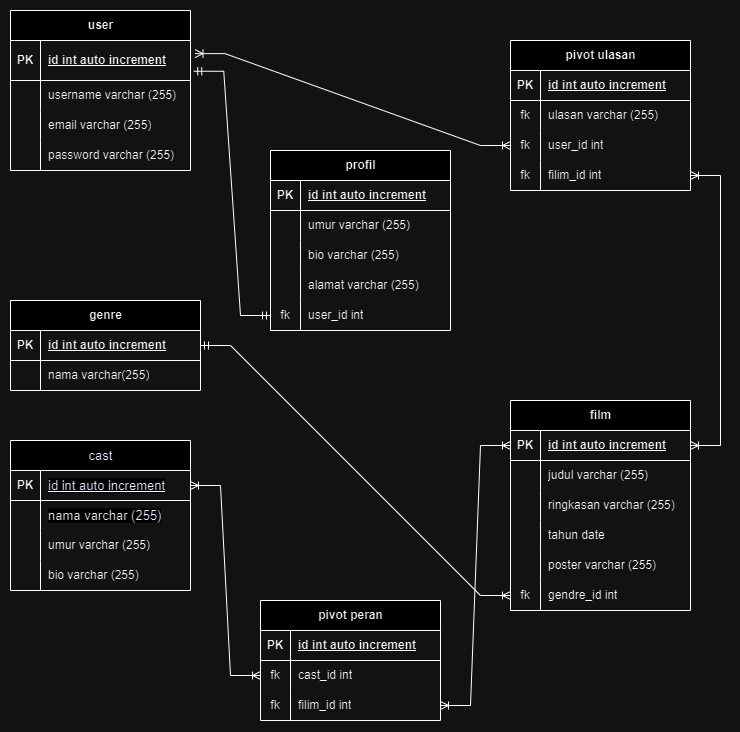 user
PK id int auto increment
username varchar (255)
email varchar (255)
password varchar (255)
pivot ulasan
PK id int auto increment
fk ulasan varchar (255)
fk user_id int
fk filim_id int
profil
PK id int auto increment
umur varchar (255)
bio varchar (255)
alamat varchar (255)
fk user_id int
genre
PK id int auto increment
nama varchar(255)
film
PK id int auto increment
judul varchar (255)
ringkasan varchar (255)
tahun date
poster varchar (255)
fk gendre_id int
cast
PK id int auto increment
nama varchar (255)
umur varchar (255)
bio varchar (255)
pivot peran
PK id int auto increment
fk cast_id int
fk filim_id int